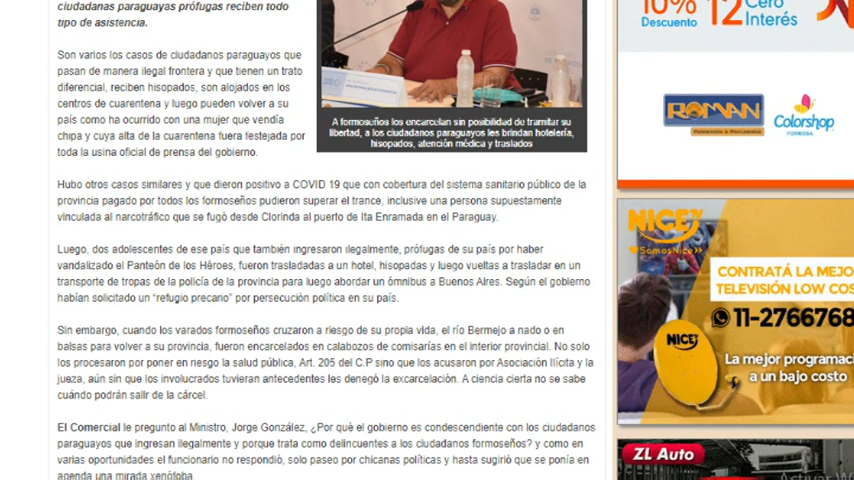 ciudadanas paraguayas prófugas reciben todo
tipo de asistencia.
Son varios los casos de ciudadanos paraguayos que
pasan de manera ilegal frontera y que tienen un trato
diferencial, reciben hisopados, son alojados en los
centros de cuarentena y luego pueden volver a su
país como ha ocurrido con una mujer que vendía
chipa y cuya alta de la cuarentena fuera festejada por
toda la usina oficial de prensa del gobierno.
A formoseños los encarcelan sin posibilidad de tramitar su
libertad, a los ciudadanos paraguayos les brindan hotelería,
hisopados, atención médica y traslados
Hubo otros casos similares y que dieron positivo a COVID 19 que con cobertura del sistema sanitario público de la
provincia pagado por todos los formoseños pudieron superar el trance, inclusive una persona supuestamente
vinculada al narcotráfico que se fugó desde Clorinda al puerto de Ita Enramada en el Paraguay.
Luego, dos adolescentes de ese país que también ingresaron ilegalmente, prófugas de su país por haber
vandalizado el Panteón de los Héroes, fueron trasladadas a un hotel, hisopadas y luego vueltas a trasladar en un
transporte de tropas de la policía de la provincia para luego abordar un ómnibus a Buenos Aires. Según el gobierno
habían solicitado un “refugio precario” por persecución política en su país.
Sin embargo, cuando los varados formoseños cruzaron a riesgo de su propia vida, el río Bermejo a nado o en
balsas para volver a su provincia, fueron encarcelados en calabozos de comisarías en el interior provincial. No solo
los procesaron por poner en riesgo la salud pública, Art. 205 del C.P sino que los acusaron por Asociación Ilícita y la
jueza, aún sin que los involucrados tuvieran antecedentes les denegó la excarcelación. A ciencia cierta no se sabe
cuándo podrán salir de la cárcel.
El Comercial le pregunto al Ministro, Jorge González, ¿Por qué el gobierno es condescendiente con los ciudadanos
paraguayos que ingresan ilegalmente y porque trata como delincuentes a los ciudadanos formoseños? y como en
varias oportunidades el funcionario no respondió, solo paseo por chicanas políticas y hasta sugirió que se ponía en
agenda una mirada xenófoba
10%
Descuento
12
Cero
Interés
ROMAN
Colorshop
FORMOSA
NICE TV
SomosNice
CONTRATÁ LA MEJO
TELEVISIÓN LOW COS
11-2766768
NICE
La mejor programaci
a un bajo costo
ZL Auto